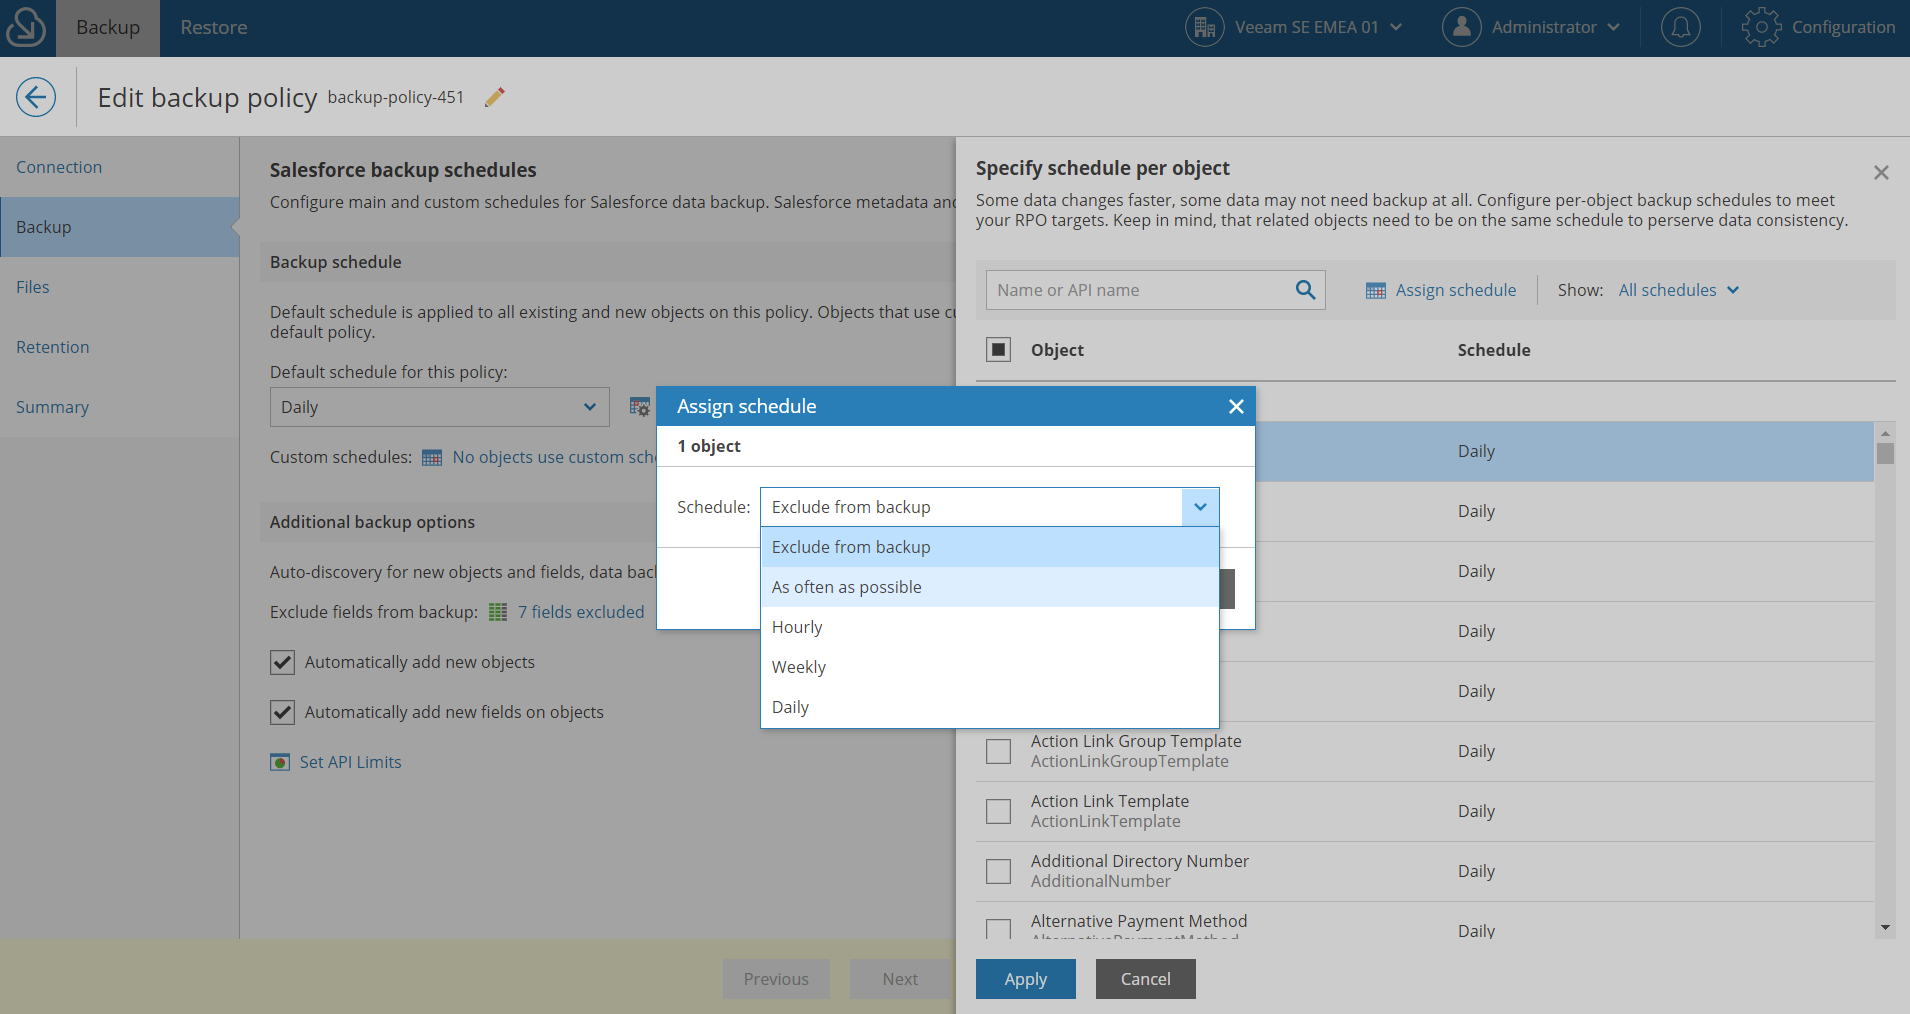 Backup
Restore
Veeam SE EMEA 01
Administrator
Configuration
Edit backup policy backup-policy-451
Connection
Backup
Files
Retention
Summary
Salesforce backup schedules
Configure main and custom schedules for Salesforce data backup. Salesforce metadata and
Backup schedule
Default schedule is applied to all existing and new objects on this policy. Objects that use
default policy.
Default schedule for this policy:
Daily
Custom schedules: No objects use custom
Additional backup options
Auto-discovery for new objects and fields, data
Exclude fields from backup: 7 fields excluded
Automatically add new objects
Automatically add new fields on objects
Set API Limits
Previous
Next
Specify schedule per object
Some data changes faster, some data may not need backup at all. Configure per-object backup schedules to meet
your RPO targets. Keep in mind, that related objects need to be on the same schedule to perserve data consistency.
Name or API name
Assign schedule
Show: All schedules
Object Schedule
Daily
Daily
Daily
Daily
Daily
Action Link Group Template
ActionLinkGroupTemplate
Daily
Action Link Template
ActionLinkTemplate
Daily
Additional Directory Number
AdditionalNumber
Daily
Alternative Payment Method
Daily
Apply
Cancel
Assign schedule
1 object
Schedule: Exclude from backup
Exclude from backup
As often as possible
Hourly
Weekly
Daily